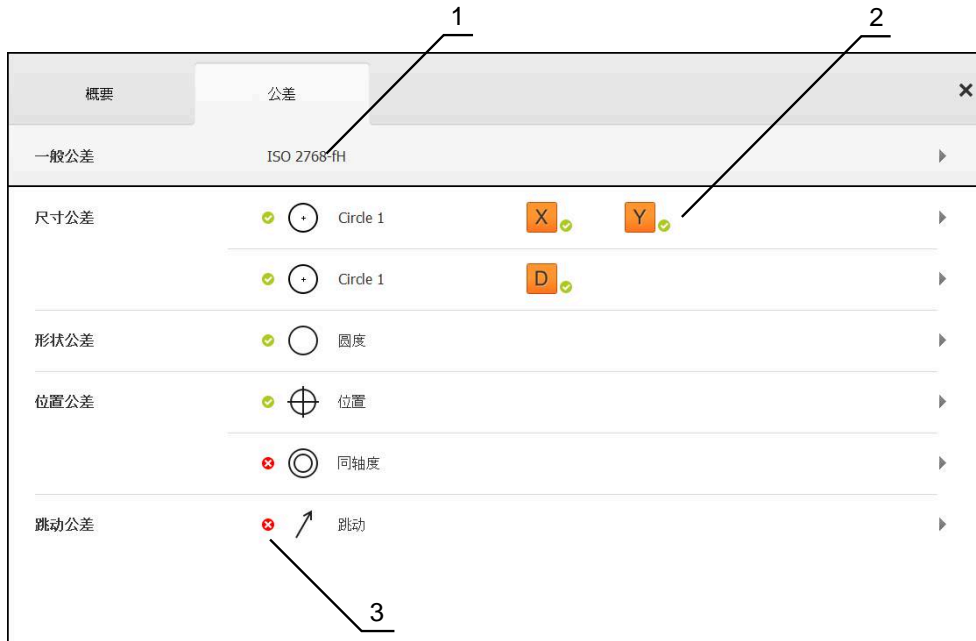 1
2
概要 公差
一般公差 ISO 2768-fH
尺寸公差 Circle 1 X Y
Circle 1 D
形状公差 圆度
位置公差 位置
同轴度
跳动公差 跳动
3